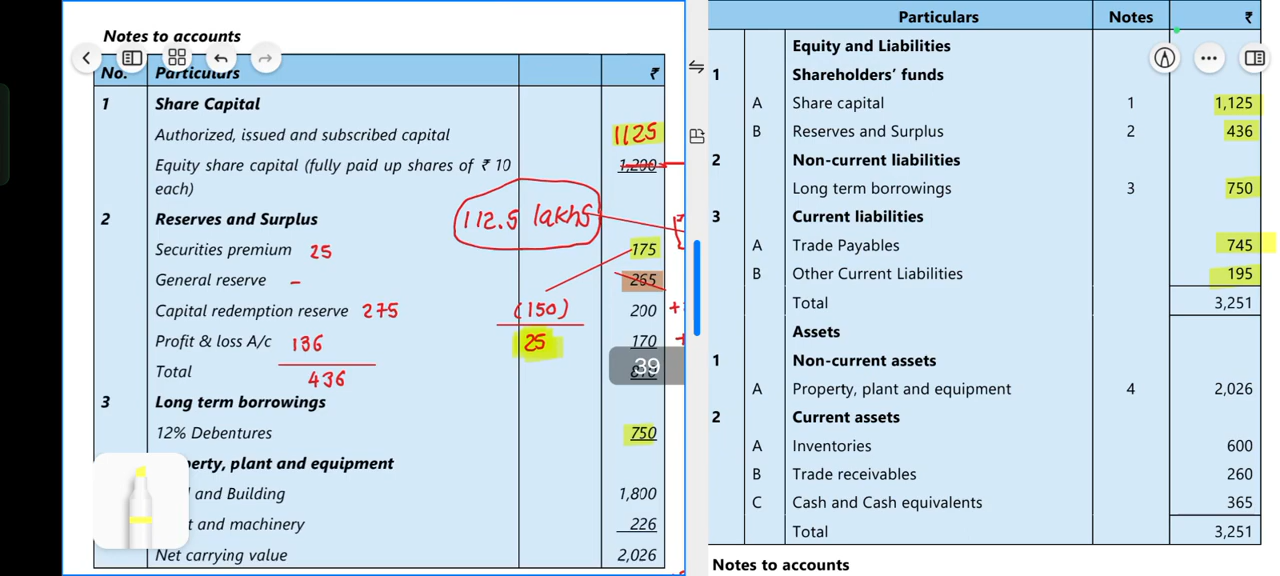 Notes to accounts
No. Particulars ₹
1 Share Capital
Authorized, issued and subscribed capital 1125
Equity share capital (fully paid up shares of ₹ 10 1,200
each)
112.5 lakhs
2 Reserves and Surplus
Securities premium 25 175
General reserve - 265
Capital redemption reserve 275 (150) 200 +
Profit & loss A/c 136 25 170
Total 436
39
3 Long term borrowings
12% Debentures 750
perty, plant and equipment
and Building 1,800
t and machinery 226
Net carrying value 2,026
Particulars Notes ₹
Equity and Liabilities
1 Shareholders' funds
A Share capital 1 1,125
B Reserves and Surplus 2 436
2 Non-current liabilities
Long term borrowings 3 750
3 Current liabilities
A Trade Payables 745
B Other Current Liabilities 195
Total 3,251
Assets
1 Non-current assets
A Property, plant and equipment 4 2,026
2 Current assets
A Inventories 600
B Trade receivables 260
C Cash and Cash equivalents 365
Total 3,251
Notes to accounts